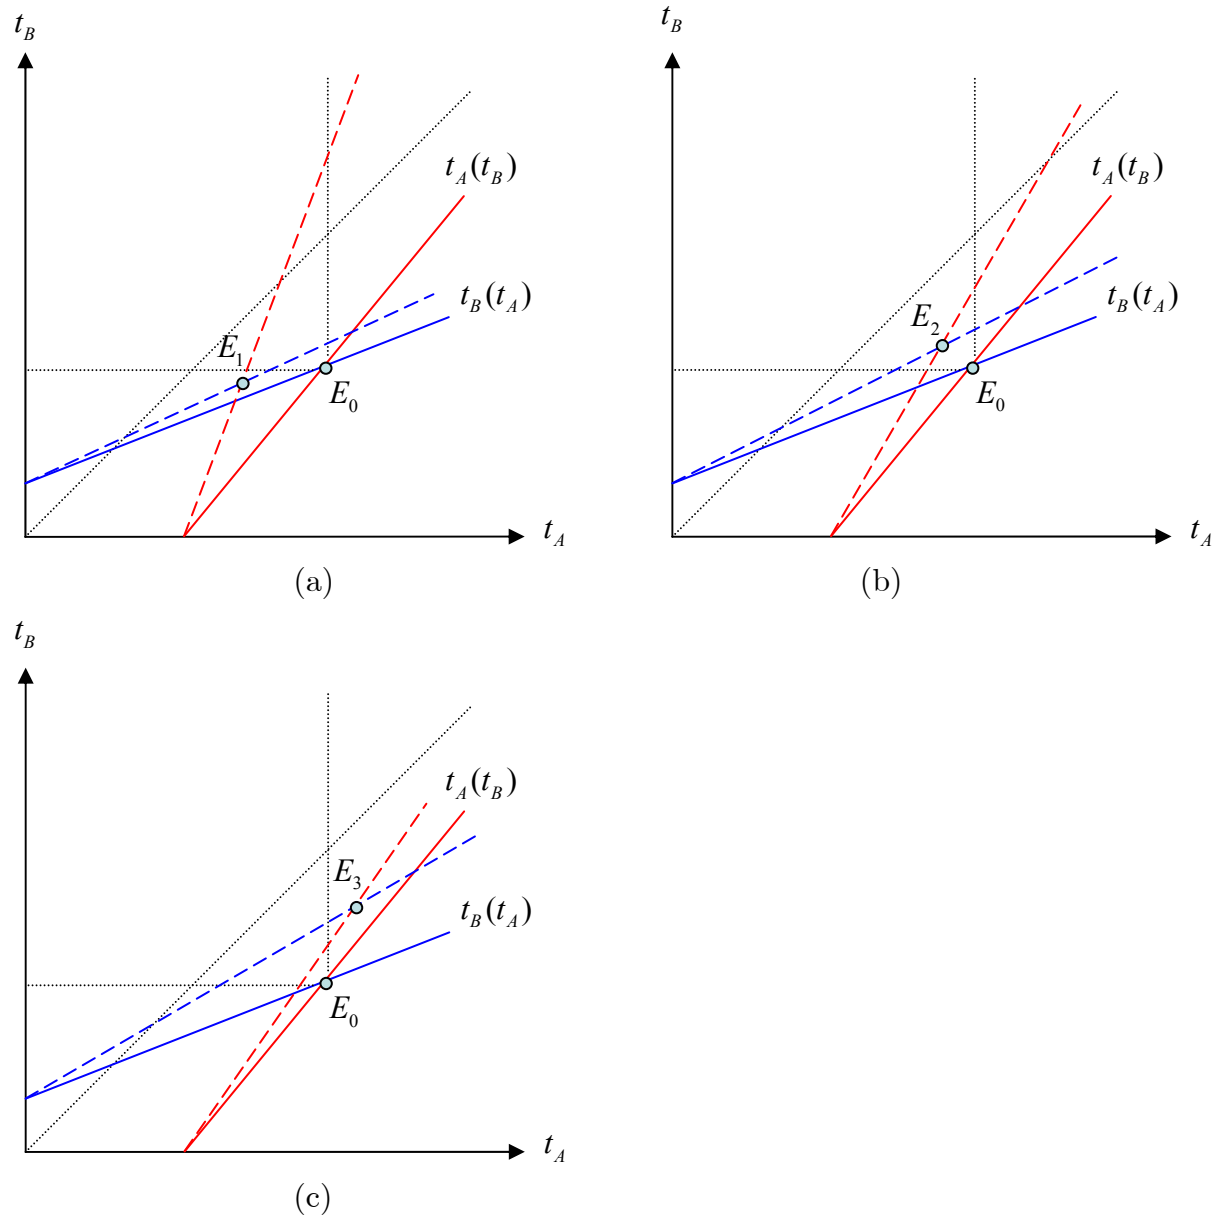 t_B
t_A(t_B)
t_B(t_A)
E_1
E_0
t_A
(a)
t_B
t_A(t_B)
t_B(t_A)
E_2
E_0
t_A
(b)
t_B
t_A(t_B)
E_3
t_B(t_A)
E_0
t_A
(c)